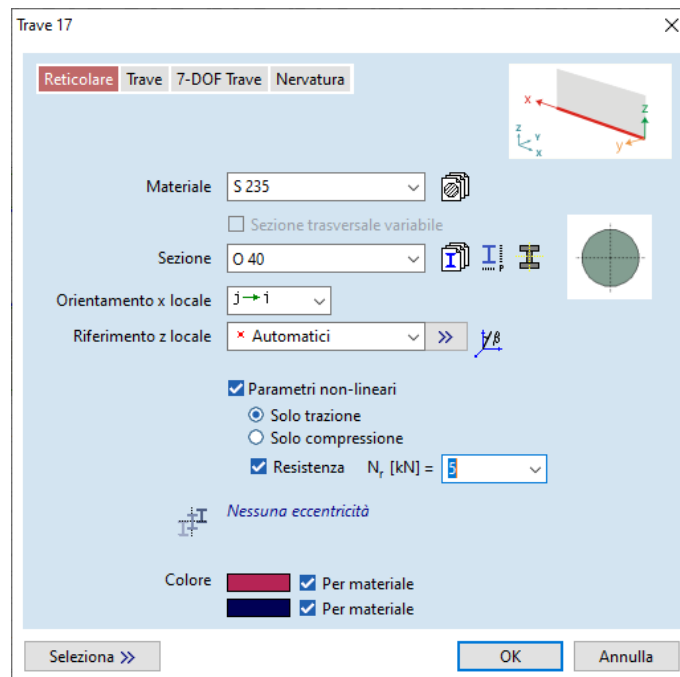 Trave 17
Reticolare Trave 7-DOF Trave Nervatura
x z y
z Y X
Materiale S 235
Sezione trasversale variabile
Sezione O 40
I I P
Orientamento x locale j→i
Riferimento z locale × Automatici >> β
Parametri non-lineari
Solo trazione
Solo compressione
Resistenza Nr [kN] = 5
Nessuna eccentricità
Colore Per materiale
Per materiale
Seleziona >> OK Annulla